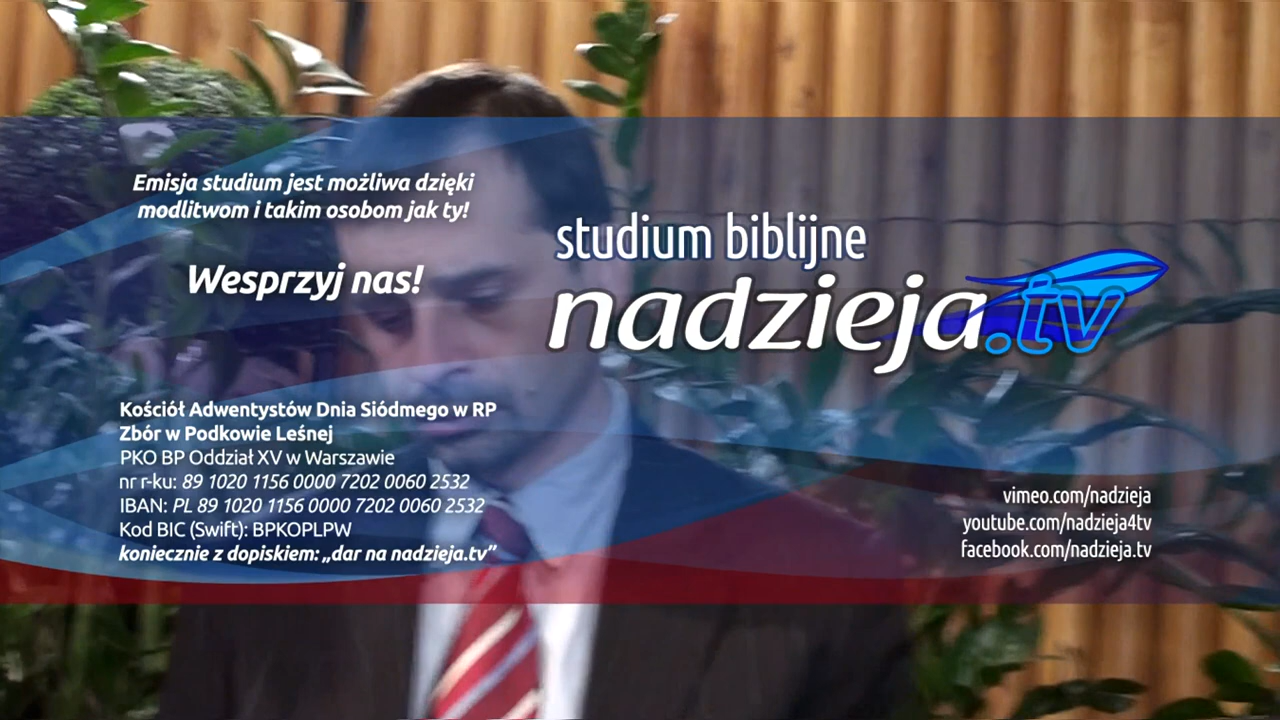 Emisja studium jest możliwa dzięki
modlitwom i takim osobom jak ty!
Wesprzyj nas!
studium biblijne
nadzieja.tv
Kościół Adwentystów Dnia Siódmego w RP
Zbór w Podkowie Leśnej
PKO BP Oddział XV w Warszawie
nr r-ku: 89 1020 1156 0000 7202 0060 2532
IBAN: PL 89 1020 1156 0000 7202 0060 2532
Kod BIC (Swift): BPKOPLPW
koniecznie z dopiskiem: „dar na nadzieja.tv”
vimeo.com/nadzieja
youtube.com/nadzieja4tv
facebook.com/nadzieja.tv